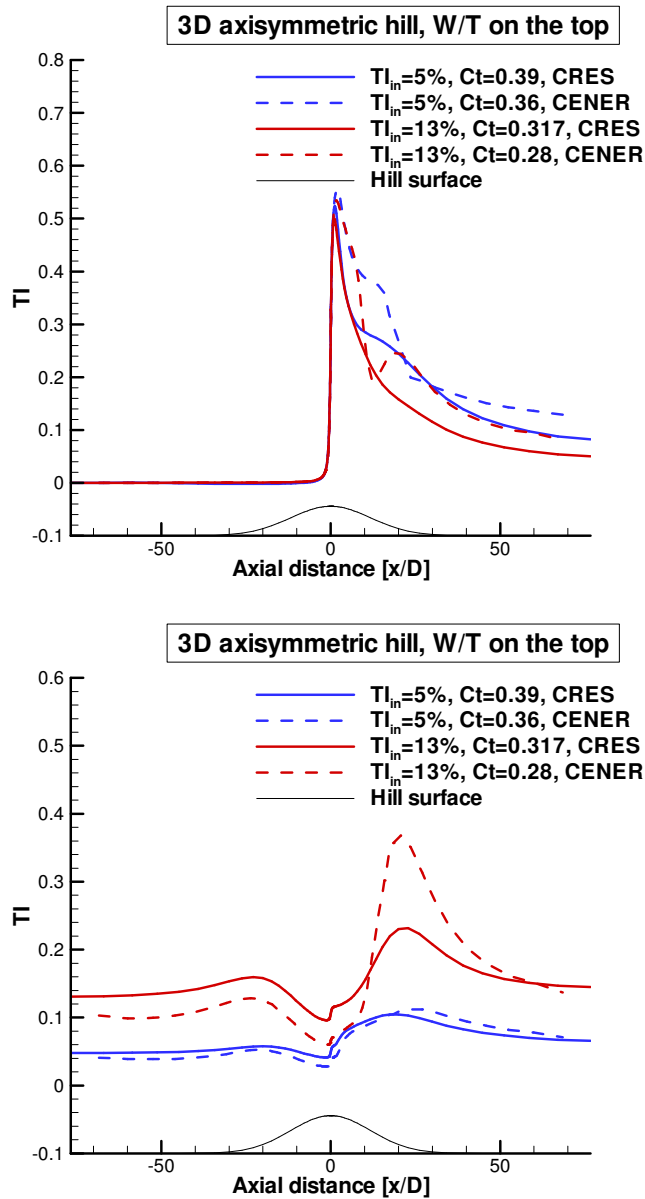 3D axisymmetric hill, W/T on the top
0.8
TI_in=5%, Ct=0.39, CRES
TI_in=5%, Ct=0.36, CENER
0.7
TI_in=13%, Ct=0.317, CRES
TI_in=13%, Ct=0.28, CENER
0.6
Hill surface
0.5
0.4
TI
0.3
0.2
0.1
0
-0.1
-50
0
50
Axial distance [x/D]
3D axisymmetric hill, W/T on the top
0.6
TI_in=5%, Ct=0.39, CRES
TI_in=5%, Ct=0.36, CENER
0.5
TI_in=13%, Ct=0.317, CRES
TI_in=13%, Ct=0.28, CENER
Hill surface
0.4
0.3
TI
0.2
0.1
0
-0.1
-50
0
50
Axial distance [x/D]